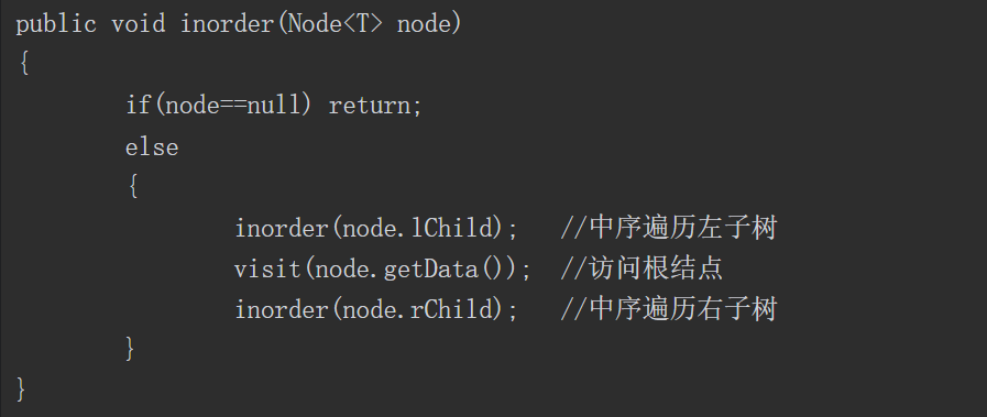 public void inorder(Node<T> node)
{
if(node==null) return;
else
{
inorder(node.lChild); //中序遍历左子树
visit(node.getData()); //访问根结点
inorder(node.rChild); //中序遍历右子树
}
}